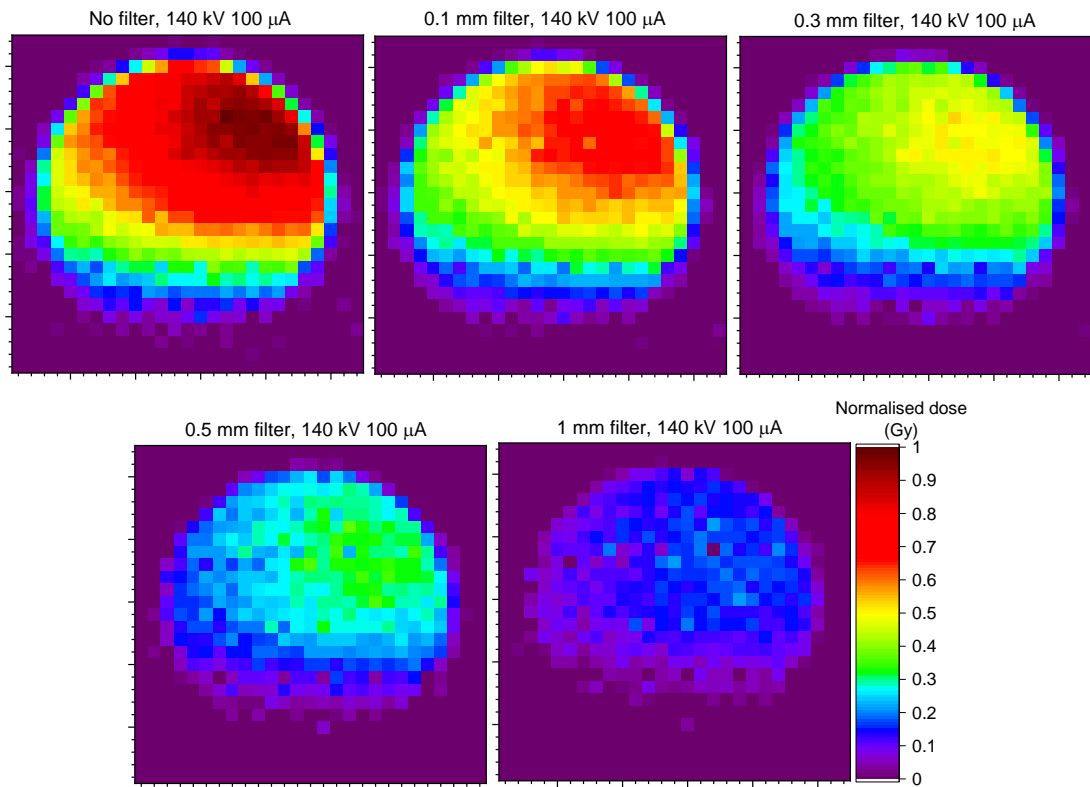 No filter, 140 kV 100 μA
0.1 mm filter, 140 kV 100 μA
0.3 mm filter, 140 kV 100 μA
0.5 mm filter, 140 kV 100 μA
1 mm filter, 140 kV 100 μA
Normalised dose
(Gy)
1
0.9
0.8
0.7
0.6
0.5
0.4
0.3
0.2
0.1
0